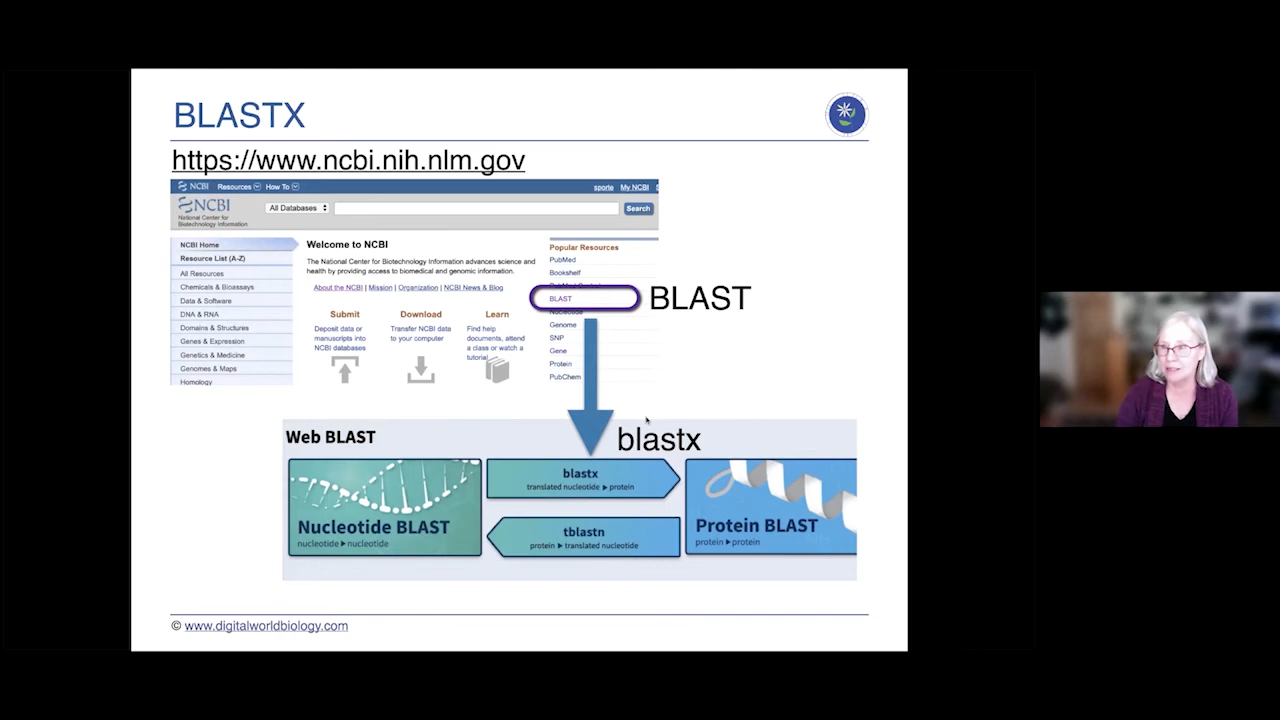 BLASTX
https://www.ncbi.nih.nlm.gov
NCBI Resources How To sporte My NCBI
NCBI
National Center for
Biotechnology Information
All Databases
Search
NCBI Home
Resource List (A-Z)
All Resources
Chemicals & Bioassays
Data & Software
DNA & RNA
Domains & Structures
Genes & Expression
Genetics & Medicine
Genomes & Maps
Homology
Welcome to NCBI
The National Center for Biotechnology Information advances science and
health by providing access to biomedical and genomic information.
About the NCBI | Mission | Organization | NCBI News & Blog
Submit
Deposit data or
manuscripts into
NCBI databases
Download
Transfer NCBI data
to your computer
Learn
Find help
documents, attend
a class or watch a
tutorial
Popular Resources
PubMed
Bookshelf
BLAST
Nucleotide
Genome
SNP
Gene
Protein
PubChem
BLAST
blastx
Web BLAST
Nucleotide BLAST
nucleotide ▶ nucleotide
blastx
translated nucleotide ▶ protein
tblastn
protein ▶ translated nucleotide
Protein BLAST
protein ▶ protein
© www.digitalworldbiology.com